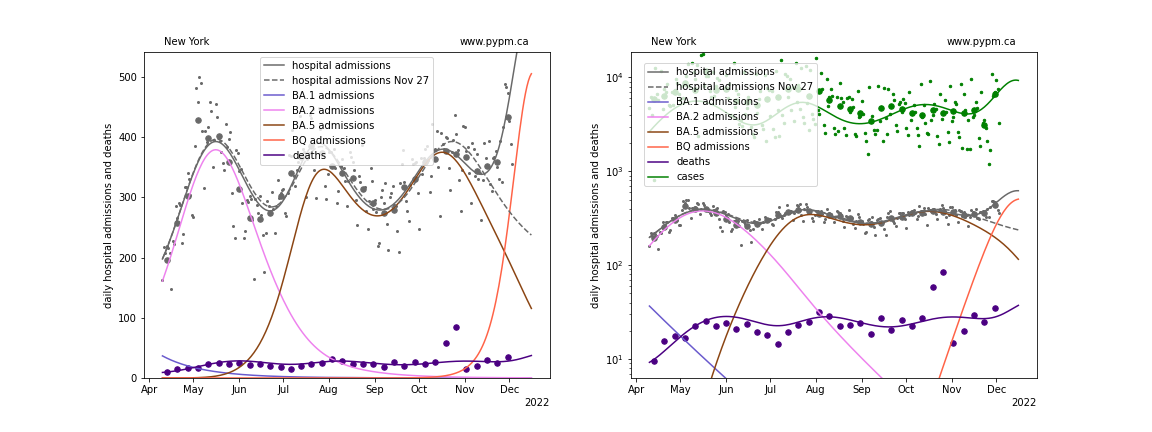 New York
www.pypm.ca
daily hospital admissions and deaths
500
400
300
200
100
0
hospital admissions
hospital admissions Nov 27
BA.1 admissions
BA.2 admissions
BA.5 admissions
BQ admissions
deaths
Apr
May
Jun
Jul
Aug
Sep
Oct
Nov
Dec
2022
New York
www.pypm.ca
daily hospital admissions and deaths
10⁴
10³
10²
10¹
hospital admissions
hospital admissions Nov 27
BA.1 admissions
BA.2 admissions
BA.5 admissions
BQ admissions
deaths
cases
Apr
May
Jun
Jul
Aug
Sep
Oct
Nov
Dec
2022